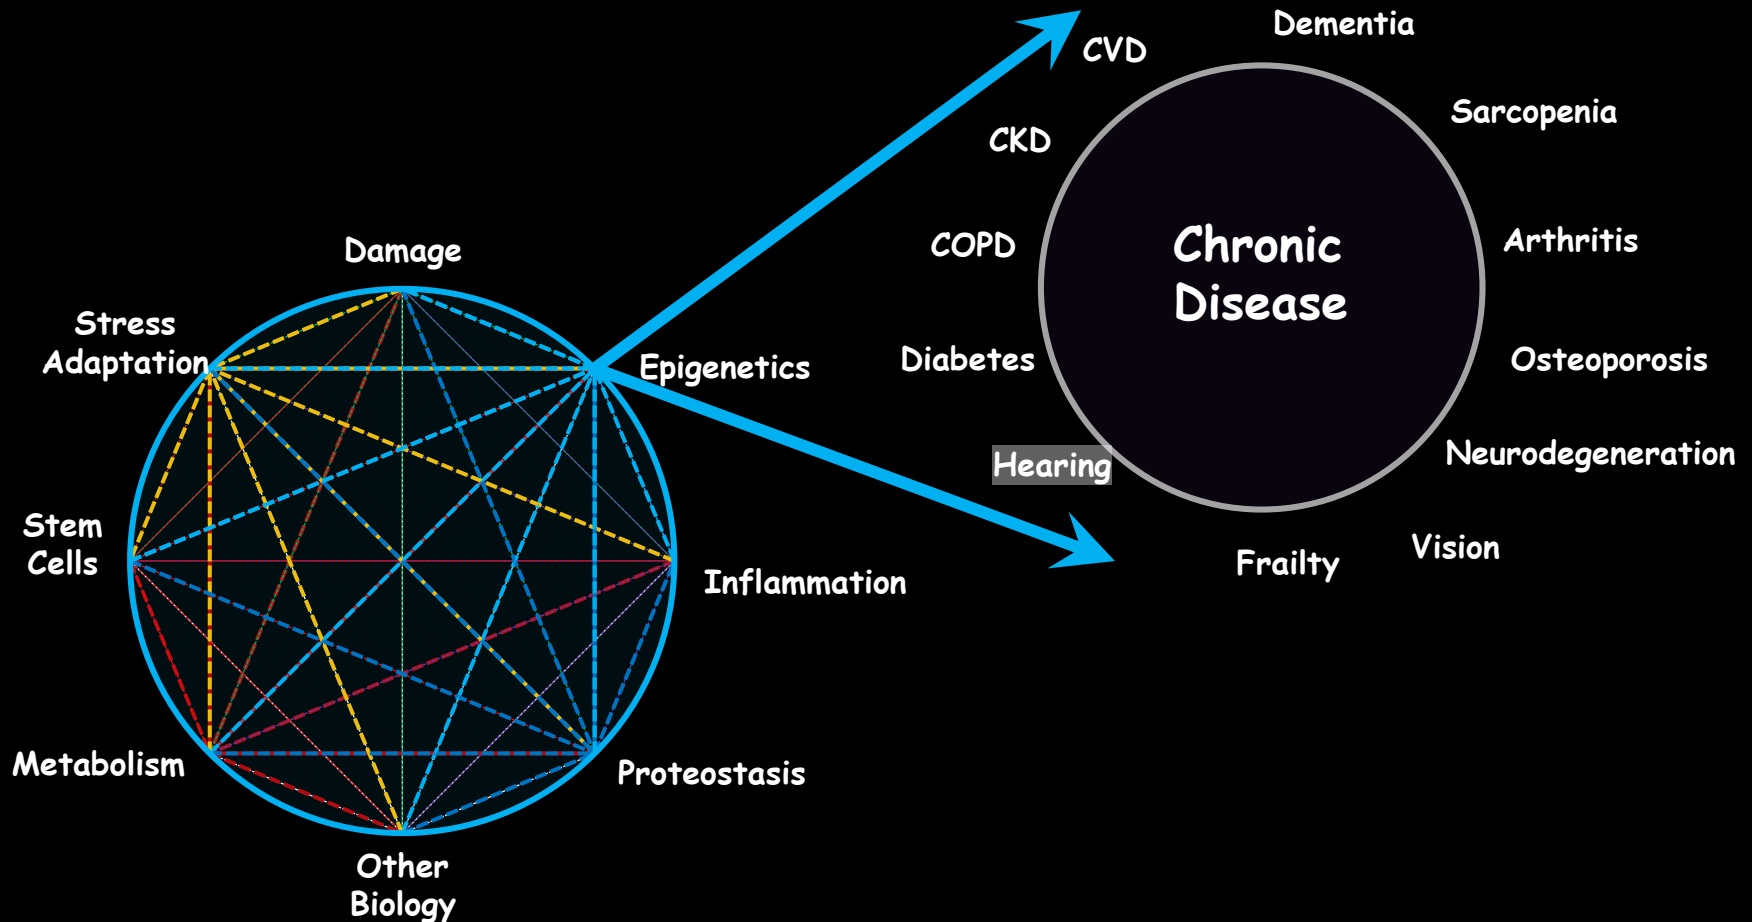 Dementia
CVD
Sarcopenia
CKD
Chronic
Disease
COPD
Arthritis
Diabetes
Osteoporosis
Hearing
Neurodegeneration
Frailty
Vision
Damage
Stress
Adaptation
Epigenetics
Stem
Cells
Inflammation
Metabolism
Proteostasis
Other
Biology